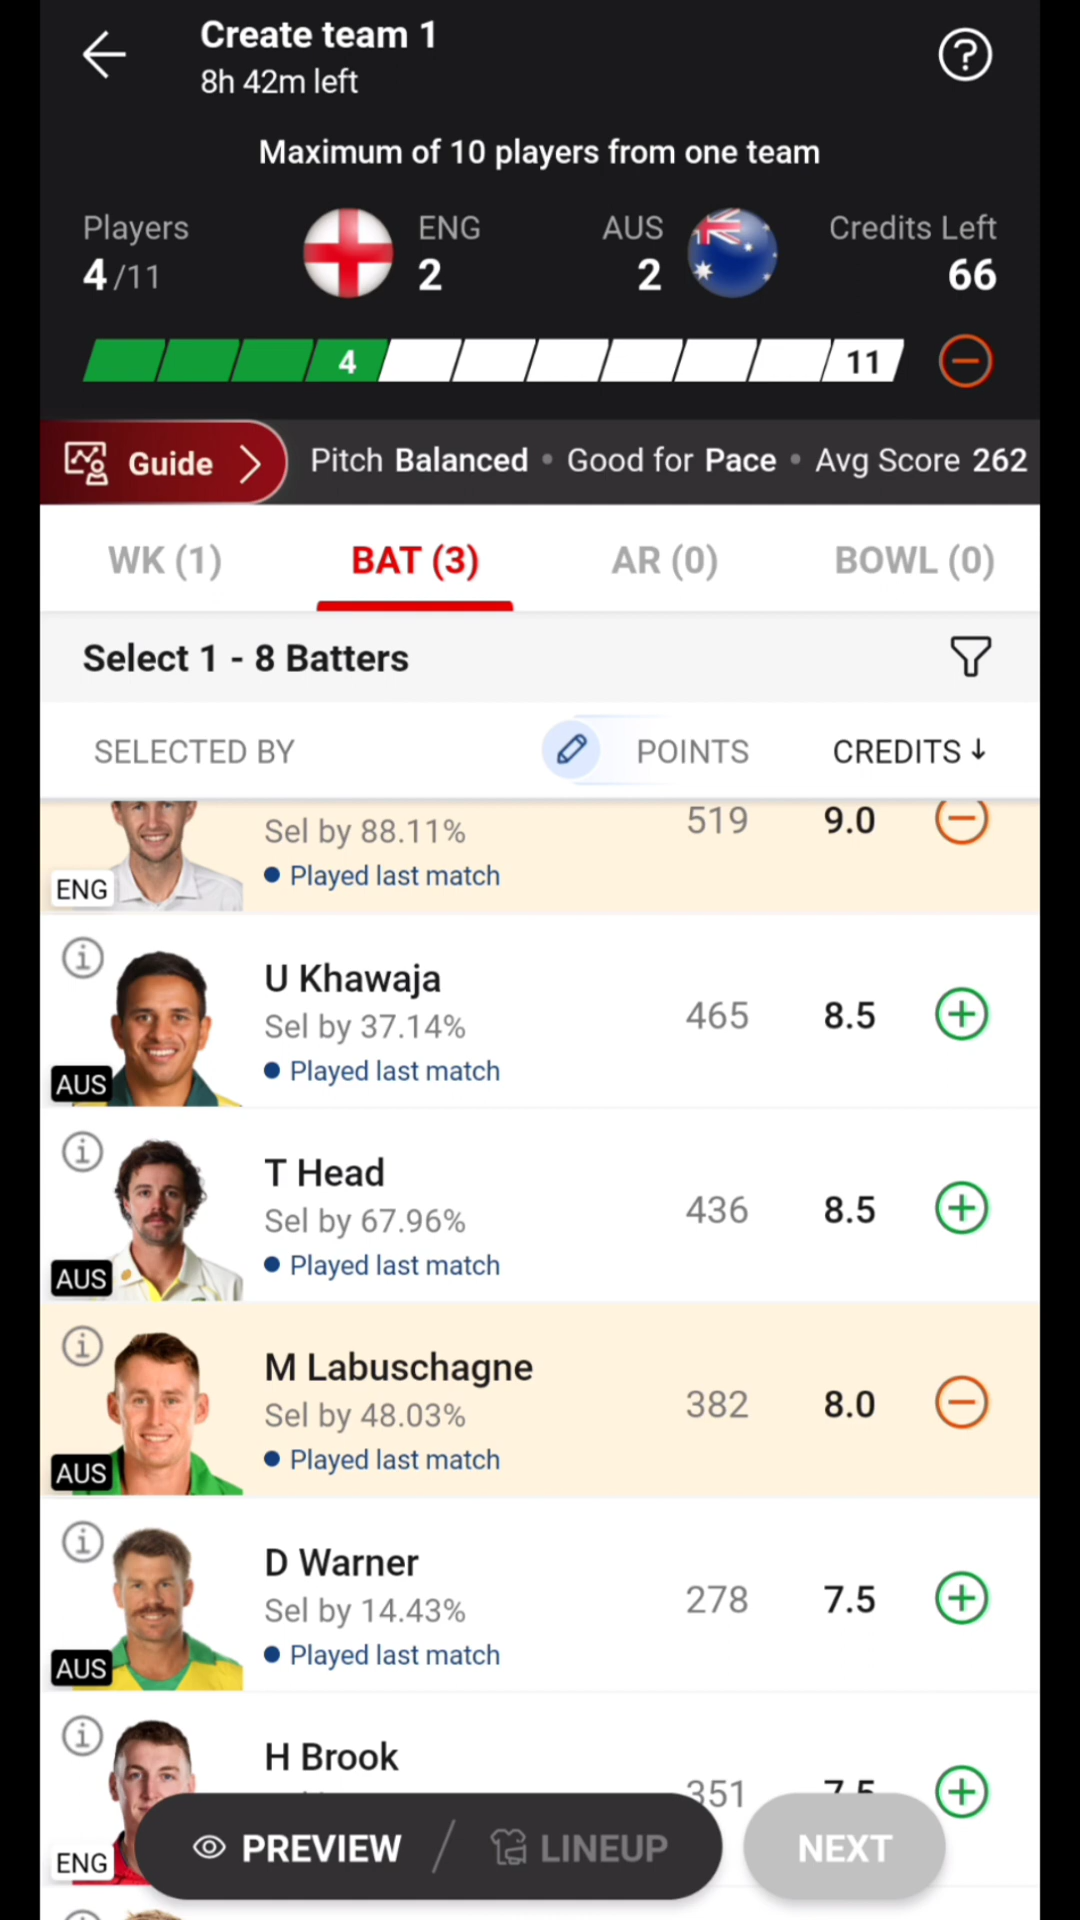 Create team 1
8h 42m left
Maximum of 10 players from one team
Players
4 /11
ENG
2
AUS
2
Credits Left
66
4
11
Guide
Pitch Balanced • Good for Pace • Avg Score 262
WK (1)
BAT (3)
AR (0)
BOWL (0)
Select 1 - 8 Batters
SELECTED BY
POINTS
CREDITS ↓
Sel by 88.11%
519
9.0
Played last match
ENG
U Khawaja
Sel by 37.14%
465
8.5
Played last match
AUS
T Head
Sel by 67.96%
436
8.5
Played last match
AUS
M Labuschagne
Sel by 48.03%
382
8.0
Played last match
AUS
D Warner
Sel by 14.43%
278
7.5
Played last match
AUS
H Brook
351
7.5
ENG
PREVIEW
LINEUP
NEXT